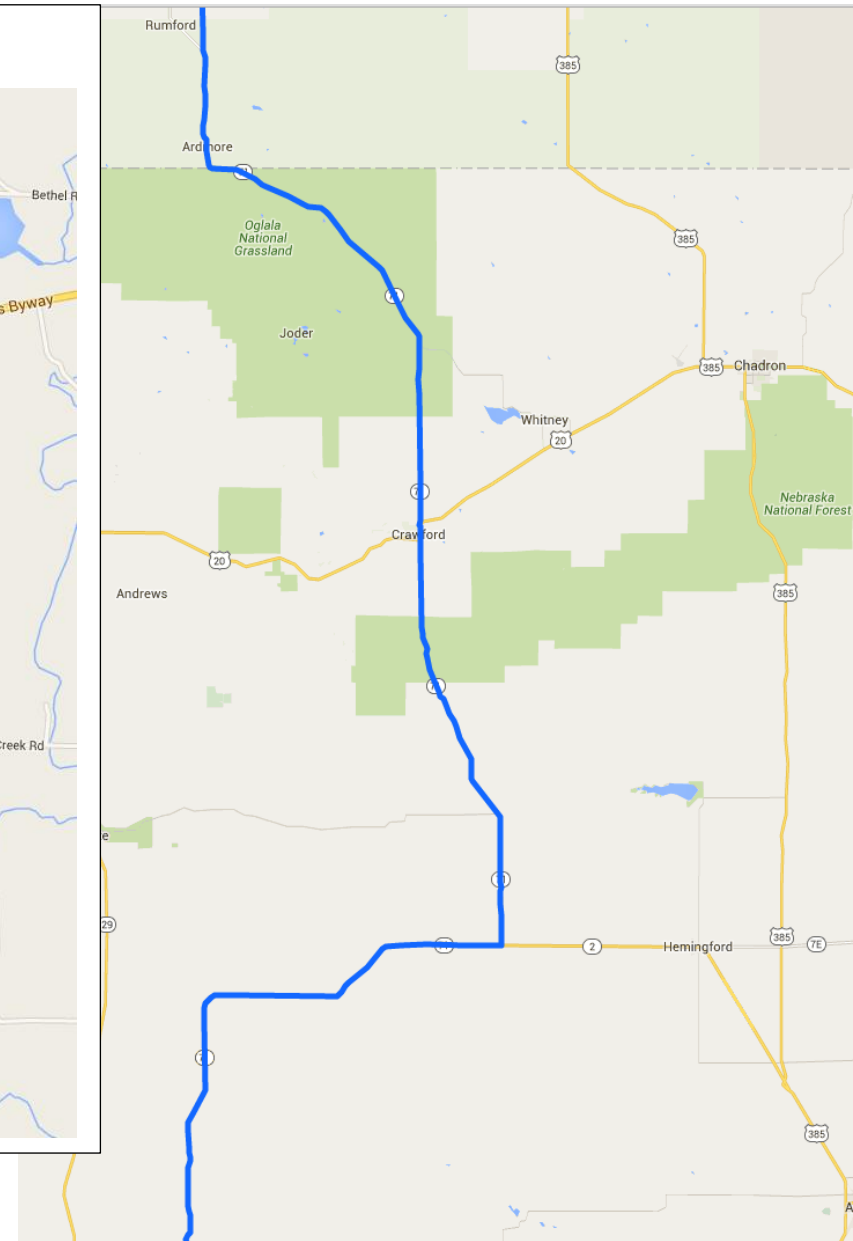 Rumford
385
Ardmore
Bethel R
Oglala
National
Grassland
385
s Byway
Joder
385
Chadron
Whitney
20
Nebraska
National Forest
Crawford
20
Andrews
385
Creek Rd
e
29
2
Hemingford
385
7E
385
A